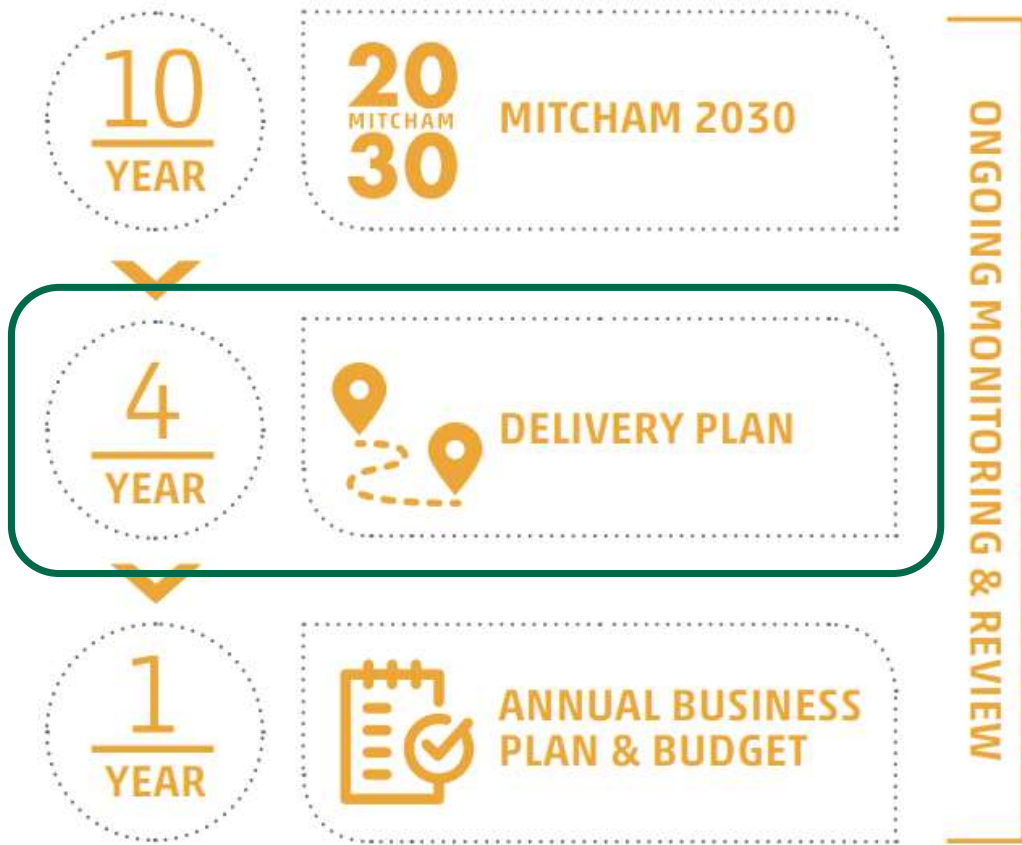 10
YEAR
20
MITCHAM
30
MITCHAM 2030
4
YEAR
DELIVERY PLAN
1
YEAR
ANNUAL BUSINESS
PLAN & BUDGET
ONGOING MONITORING & REVIEW